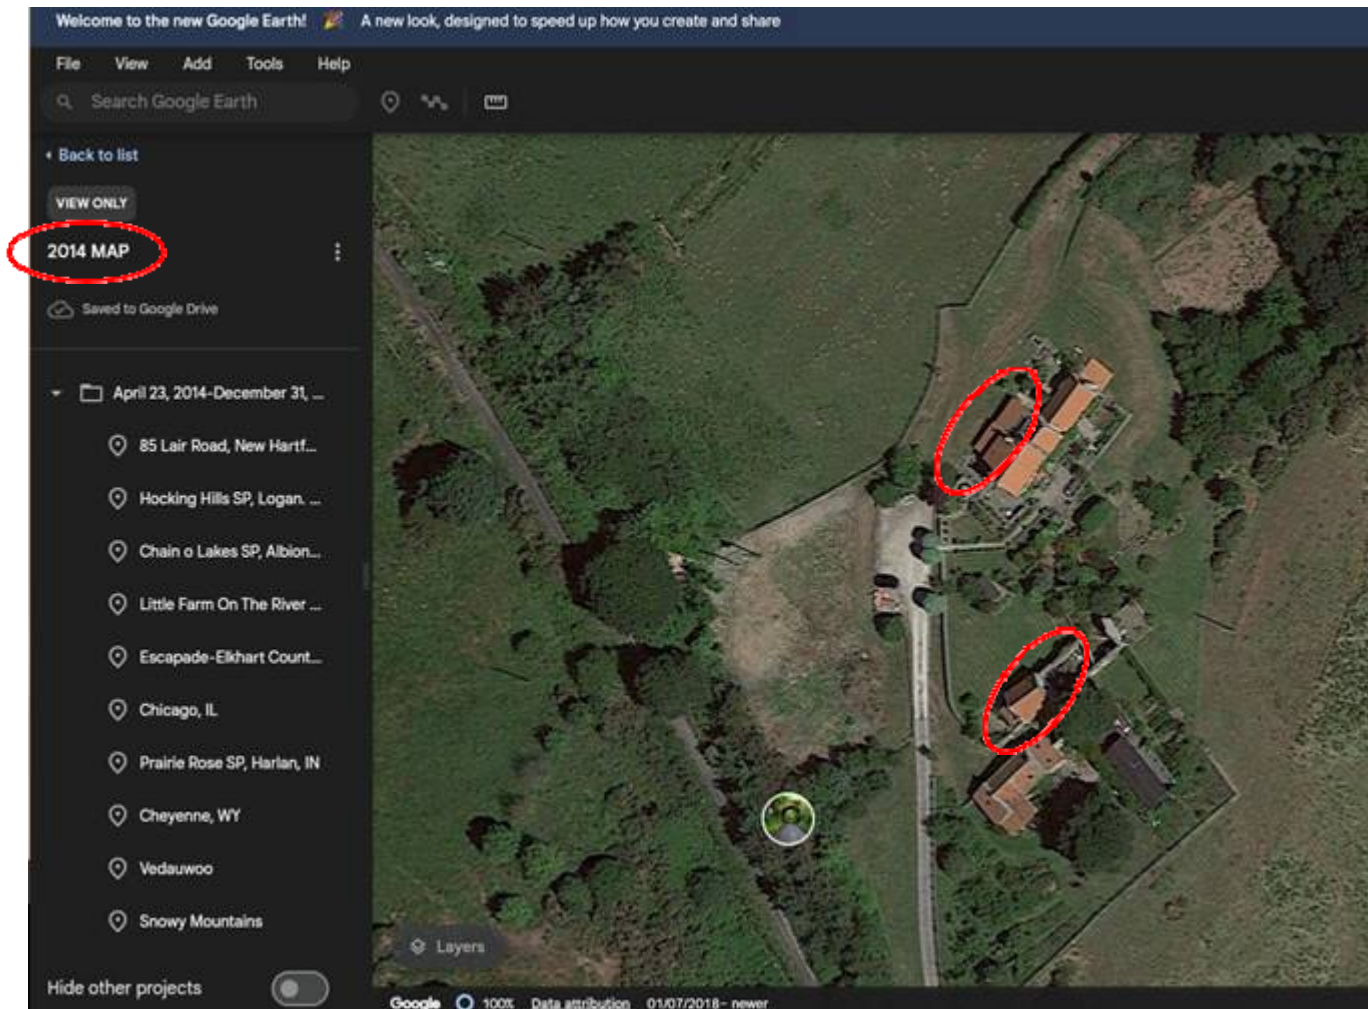 Welcome to the new Google Earth! 🎉 A new look, designed to speed up how you create and share
File View Add Tools Help
Search Google Earth
Back to list
VIEW ONLY
2014 MAP
Saved to Google Drive
April 23, 2014-December 31, ...
85 Lair Road, New Hartf...
Hocking Hills SP, Logan. ...
Chain o Lakes SP, Albion...
Little Farm On The River ...
Escapade-Elkhart Count...
Chicago, IL
Prairie Rose SP, Harlan, IN
Cheyenne, WY
Vedauwoo
Snowy Mountains
Layers
Hide other projects
Google 100% Data attribution 01/07/2018- newer